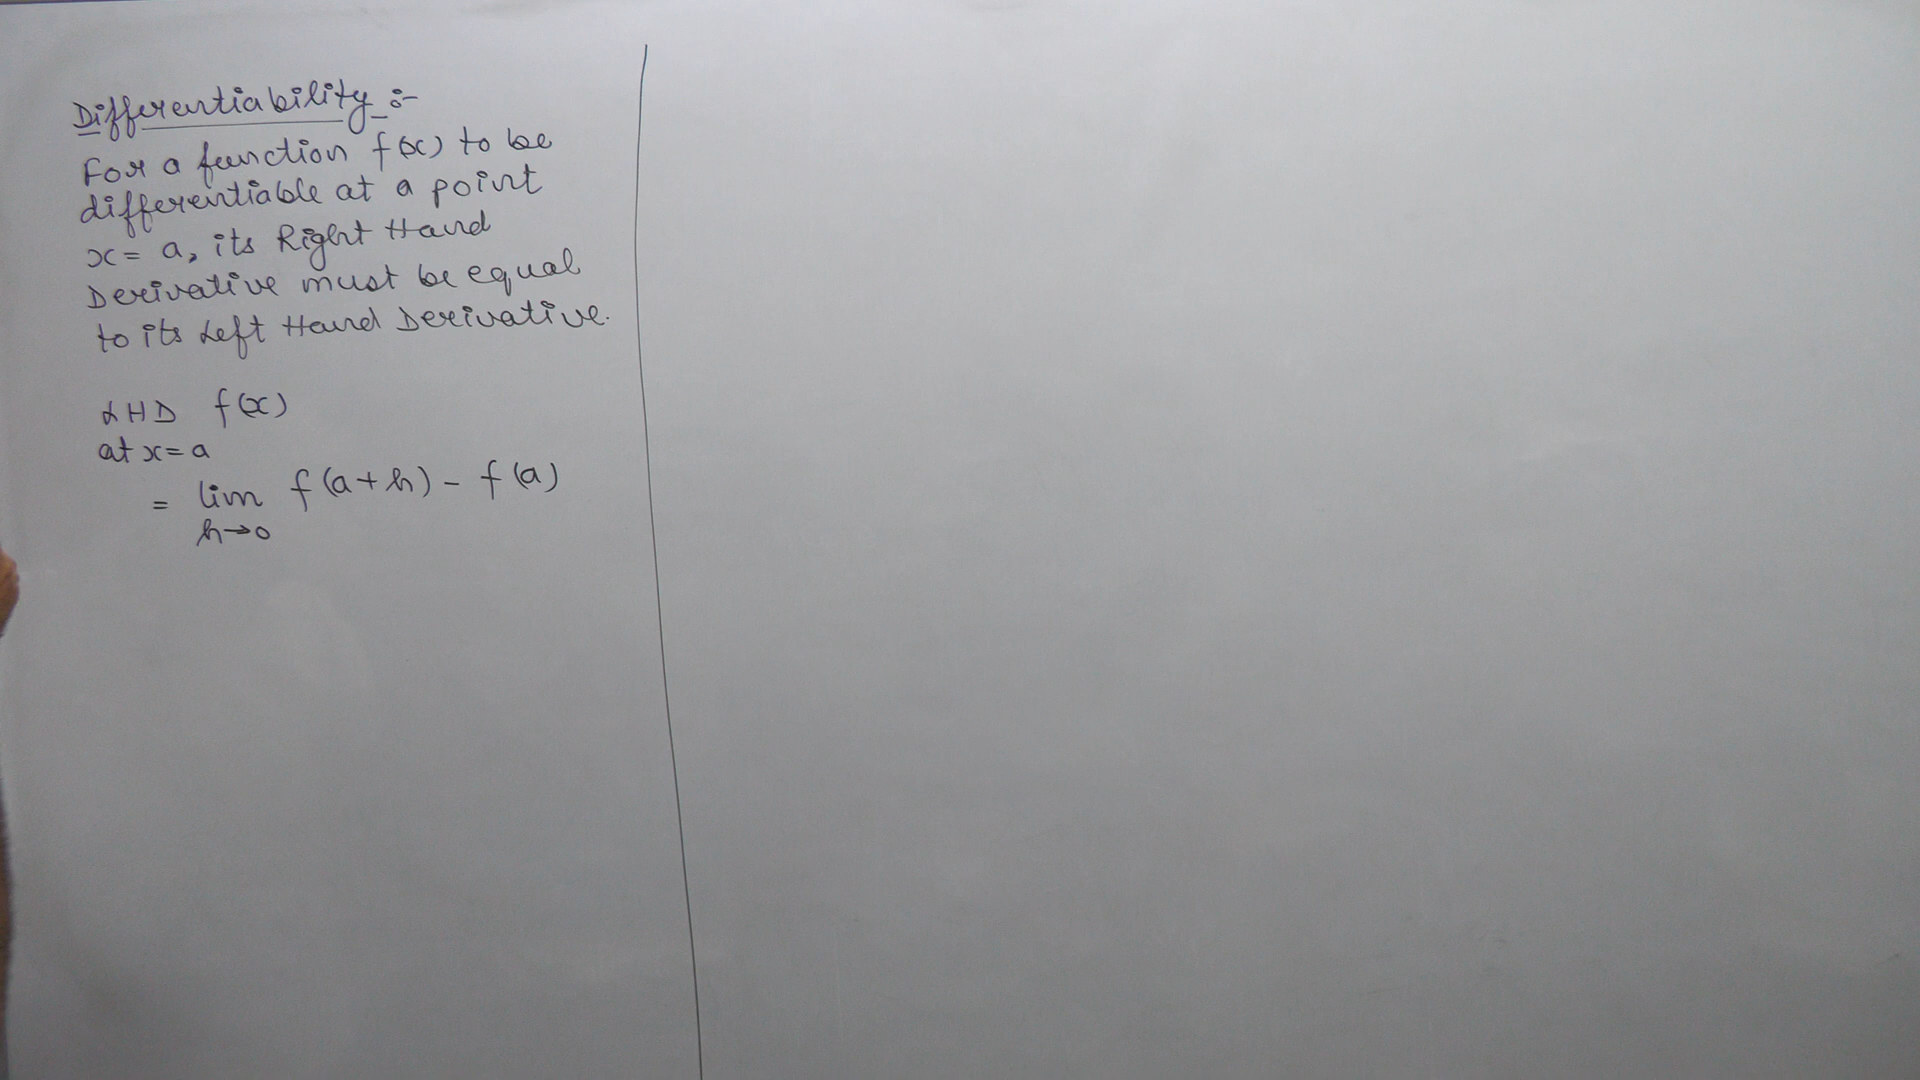 Differentiability :-
For a function f(x) to be
differentiable at a point
x = a, its Right Hand
Derivative must be equal
to its Left Hand Derivative.
LHD f(x)
at x = a
= lim f(a+h) - f(a)
h→0